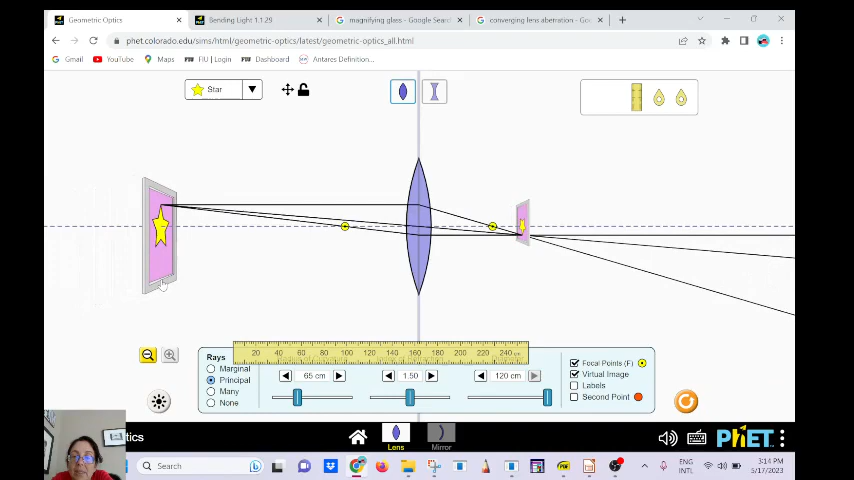 Geometric Optics
Bending Light 1.1.29
magnifying glass - Google Search
converging lens aberration - Goo
phet.colorado.edu/sims/html/geometric-optics/latest/geometric-optics_all.html
Gmail
YouTube
Maps
FIU | Login
Dashboard
Antares Definition...
Star
20 40 60 80 100 120 140 160 180 200 220 240 cm
Rays
Marginal
Principal
Many
None
65 cm
1.50
120 cm
Focal Points (F)
Virtual Image
Labels
Second Point
tics
Lens
Mirror
PhET
Search
ENG
INTL
3:14 PM
5/17/2023